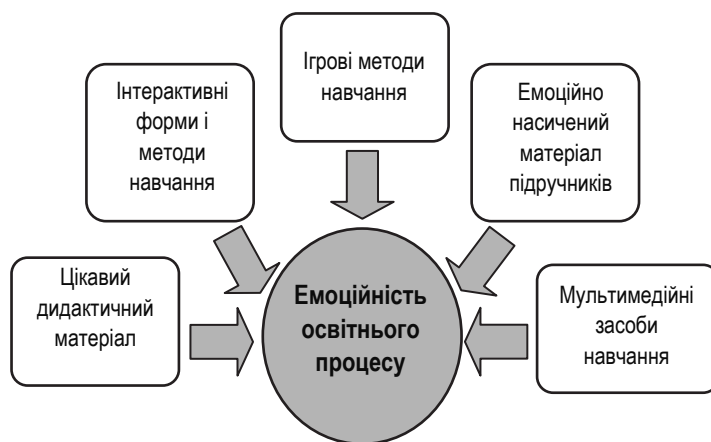 Ігрові методи
навчання
Інтерактивні
форми і
методи
навчання
Емоційно
насичений
матеріал
підручників
Цікавий
дидактичний
матеріал
Емоційність
освітнього
процесу
Мультимедійні
засоби
навчання